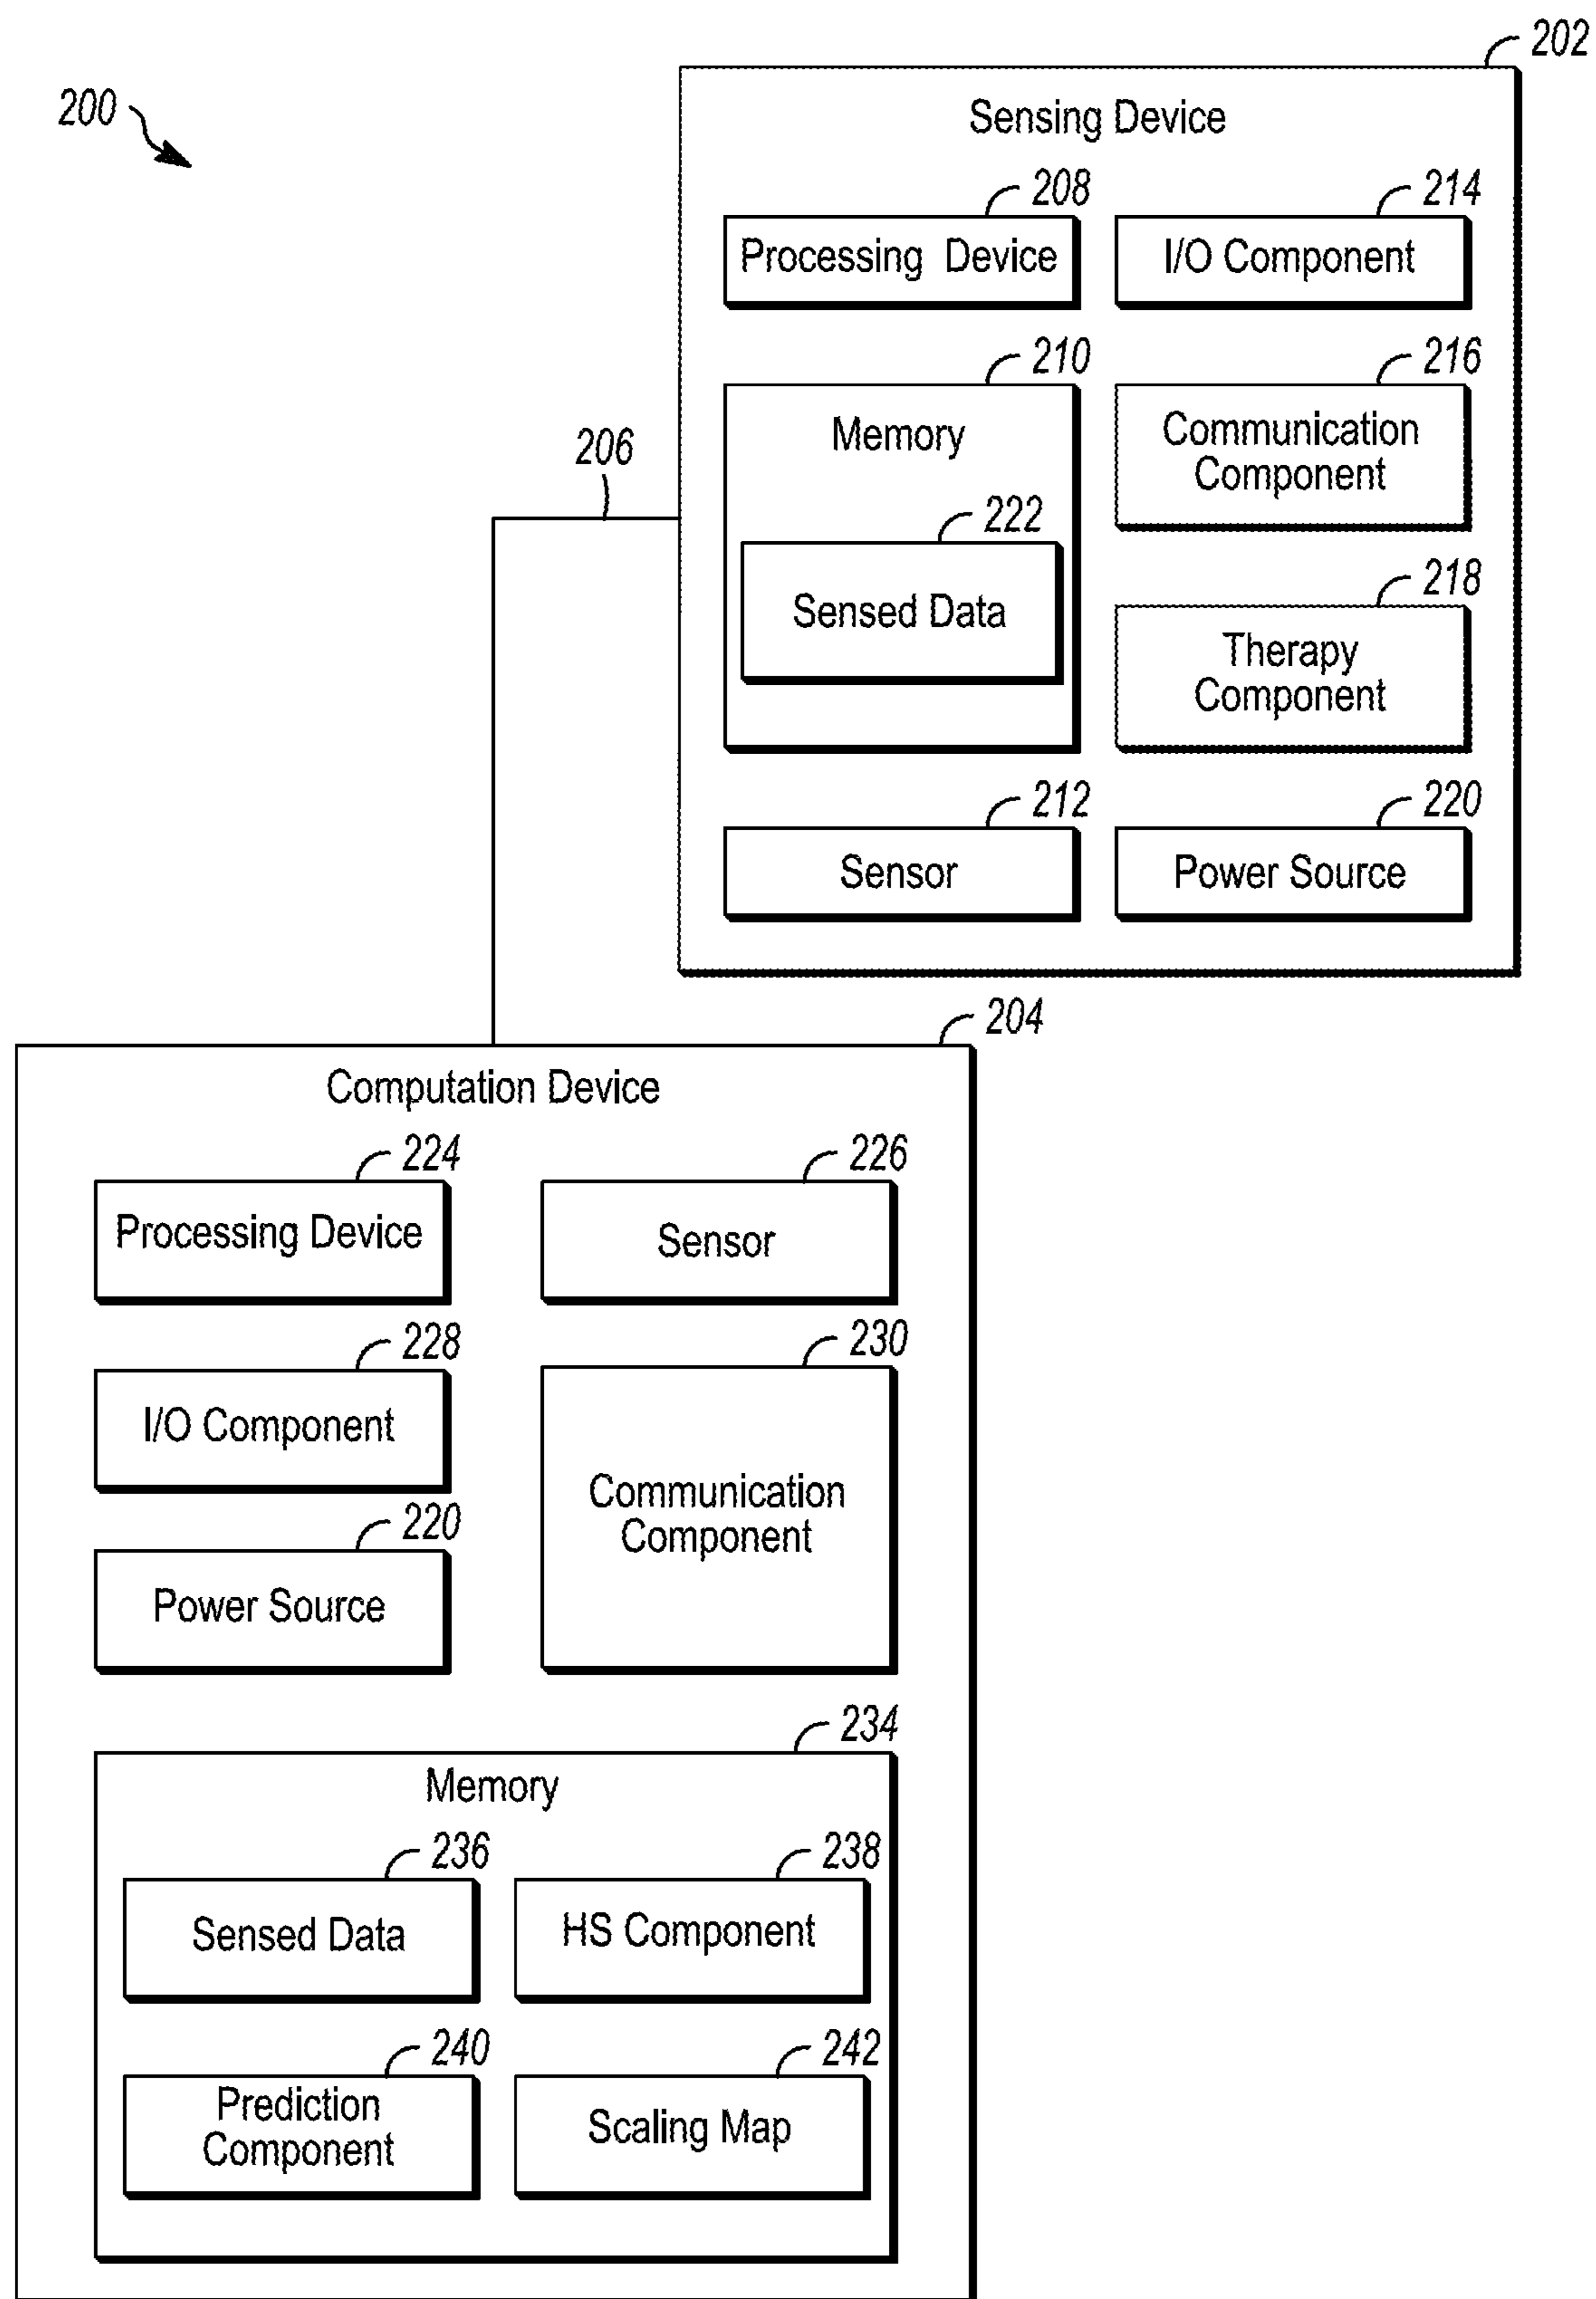 202
200
Sensing Device
208
214
Processing Device
I/O Component
210
216
Memory
Communication
Component
206
222
Sensed Data
218
Therapy
Component
212
220
Sensor
Power Source
204
Computation Device
224
226
Processing Device
Sensor
228
230
I/O Component
Communication
Component
220
Power Source
234
Memory
236
238
Sensed Data
HS Component
240
242
Prediction
Component
Scaling Map